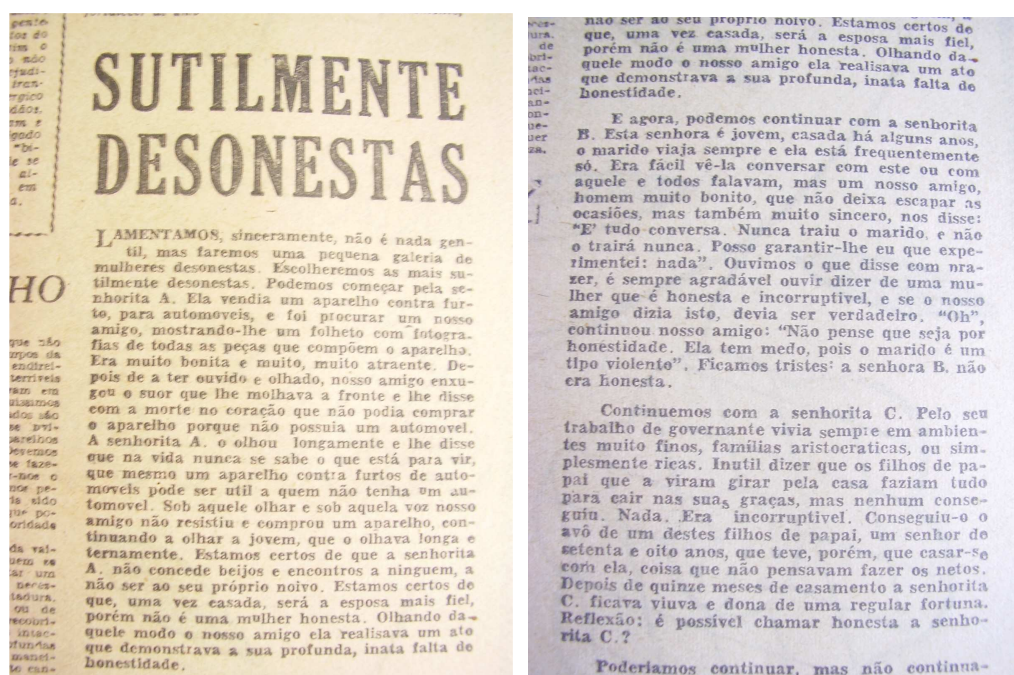 SUTILMENTE
DESONESTAS
LAMENTAMOS, sinceramente, não é nada gen-
til, mas faremos uma pequena galeria de
mulheres desonestas. Escolheremos as mais su-
tilmente desonestas. Podemos começar pela se-
nhorita A. Ela vendia um aparelho contra fur-
to, para automoveis, e foi procurar um nosso
amigo, mostrando-lhe um folheto com fotogra-
fias de todas as peças que compõem o aparelho.
Era muito bonita e muito, muito atraente. De-
pois de a ter ouvido e olhado, nosso amigo enxu-
gou o suor que lhe molhava a fronte e lhe disse
com a morte no coração que não podia comprar
o aparelho porque não possuia um automovel.
A senhorita A. o olhou longamente e lhe disse
que na vida nunca se sabe o que está para vir,
que mesmo um aparelho contra furtos de auto-
moveis pode ser util a quem não tenha um au-
tomovel. Sob aquele olhar e sob aquela voz nosso
amigo não resistiu e comprou um aparelho, con-
tinuando a olhar a jovem, que o olhava longa e
ternamente. Estamos certos de que a senhorita
A. não concede beijos e encontros a ninguem, a
não ser ao seu próprio noivo. Estamos certos de
que, uma vez casada, será a esposa mais fiel,
porém não é uma mulher honesta. Olhando da-
quele modo o nosso amigo ela realisava um ato
que demonstrava a sua profunda, inata falta de
honestidade.
HO
não ser ao seu próprio noivo. Estamos certos de
que, uma vez casada, será a esposa mais fiel,
porém não é uma mulher honesta. Olhando da-
quele modo o nosso amigo ela realisava um ato
que demonstrava a sua profunda, inata falta de
honestidade.
E agora, podemos continuar com a senhorita
B. Esta senhora é jovem, casada há alguns anos,
o marido viaja sempre e ela está frequentemente
só. Era fácil vê-la conversar com este ou com
aquele e todos falavam, mas um nosso amigo,
homem muito bonito, que não deixa escapar as
ocasiões, mas também muito sincero, nos disse:
"E' tudo conversa. Nunca traiu o marido, e não
o trairá nunca. Posso garantir-lhe eu que expe-
rimentei: nada". Ouvimos o que disse com pra-
zer, é sempre agradável ouvir dizer de uma mu-
lher que é honesta e incorruptivel, e se o nosso
amigo dizia isto, devia ser verdadeiro. "Oh",
continuou nosso amigo: "Não pense que seja por
honestidade. Ela tem medo, pois o marido é um
tipo violento". Ficamos tristes: a senhora B. não
era honesta.
Continuemos com a senhorita C. Pelo seu
trabalho de governante vivia sempre em ambien-
tes muito finos, famílias aristocraticas, ou sim-
plesmente ricas. Inutil dizer que os filhos de pa-
pai que a viram girar pela casa faziam tudo
para cair nas suas graças, mas nenhum conse-
guiu. Nada. Era incorruptivel. Conseguiu-o o
avô de um destes filhos de papai, um senhor de
setenta e oito anos, que teve, porém, que casar-se
com ela, coisa que não pensavam fazer os netos.
Depois de quinze meses de casamento a senhorita
C. ficava viuva e dona de uma regular fortuna.
Reflexão: é possível chamar honesta a senho-
rita C.?
Poderiamos continuar, mas não continua-